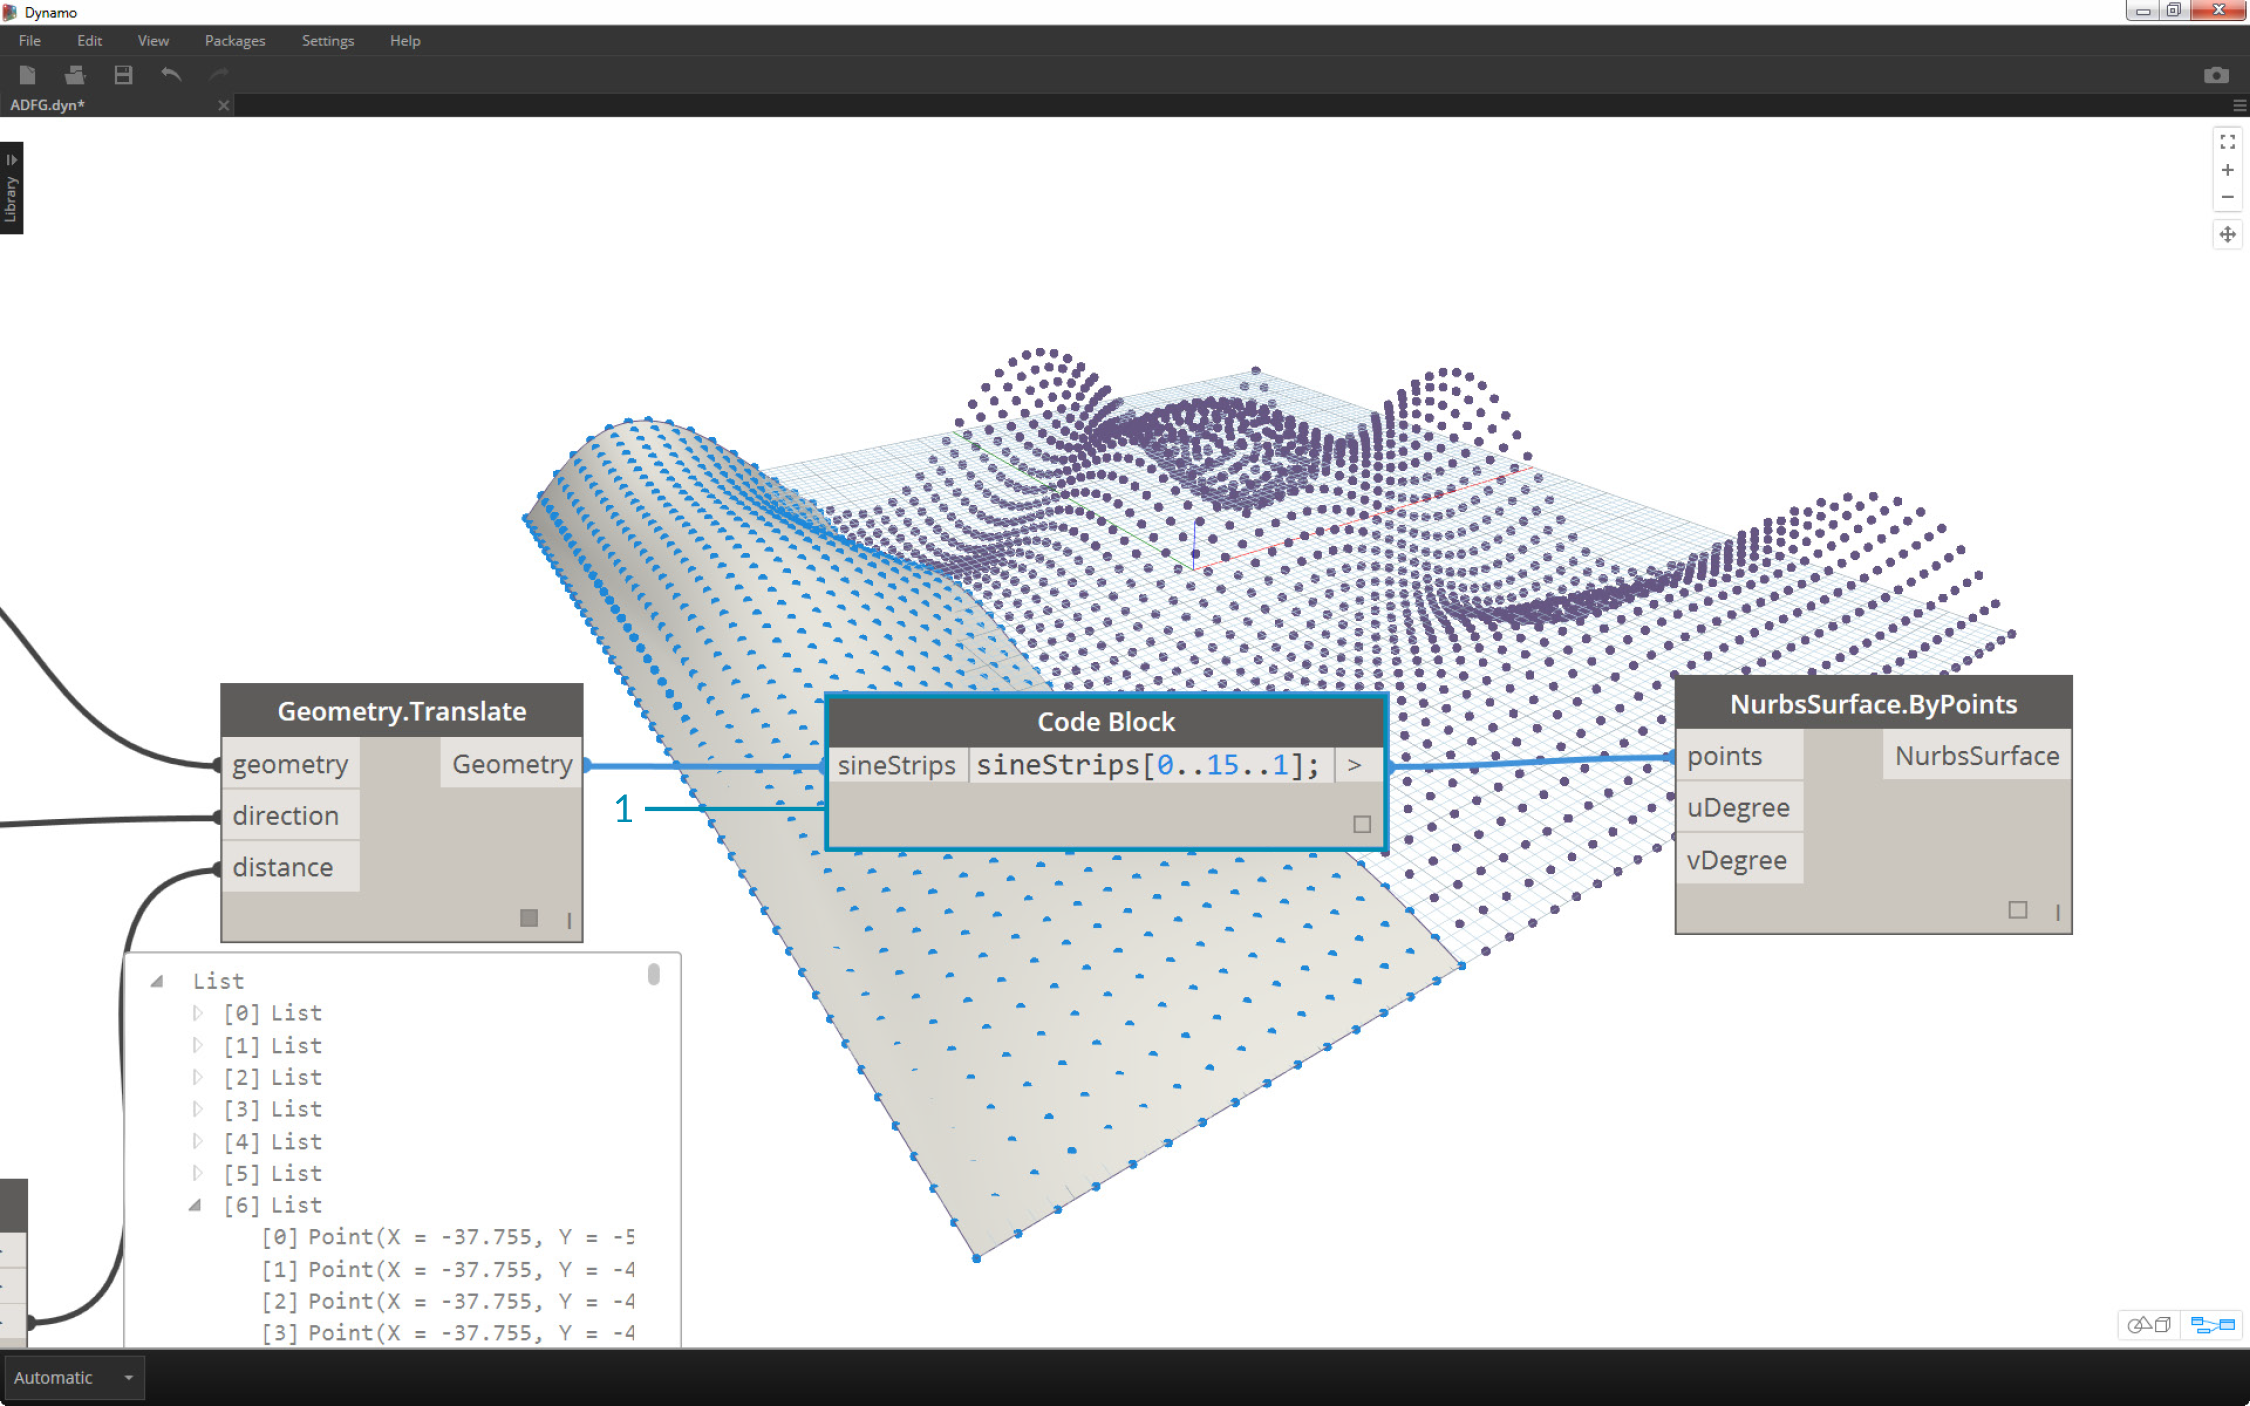 Dynamo
File Edit View Packages Settings Help
ADFG.dyn*
Library
Geometry.Translate
geometry Geometry
direction
distance
Code Block
sineStrips sineStrips[0..15..1]; >
1
NurbsSurface.ByPoints
points NurbsSurface
uDegree
vDegree
List
[0] List
[1] List
[2] List
[3] List
[4] List
[5] List
[6] List
[0] Point(X = -37.755, Y = -5
[1] Point(X = -37.755, Y = -4
[2] Point(X = -37.755, Y = -4
[3] Point(X = -37.755, Y = -4
Automatic